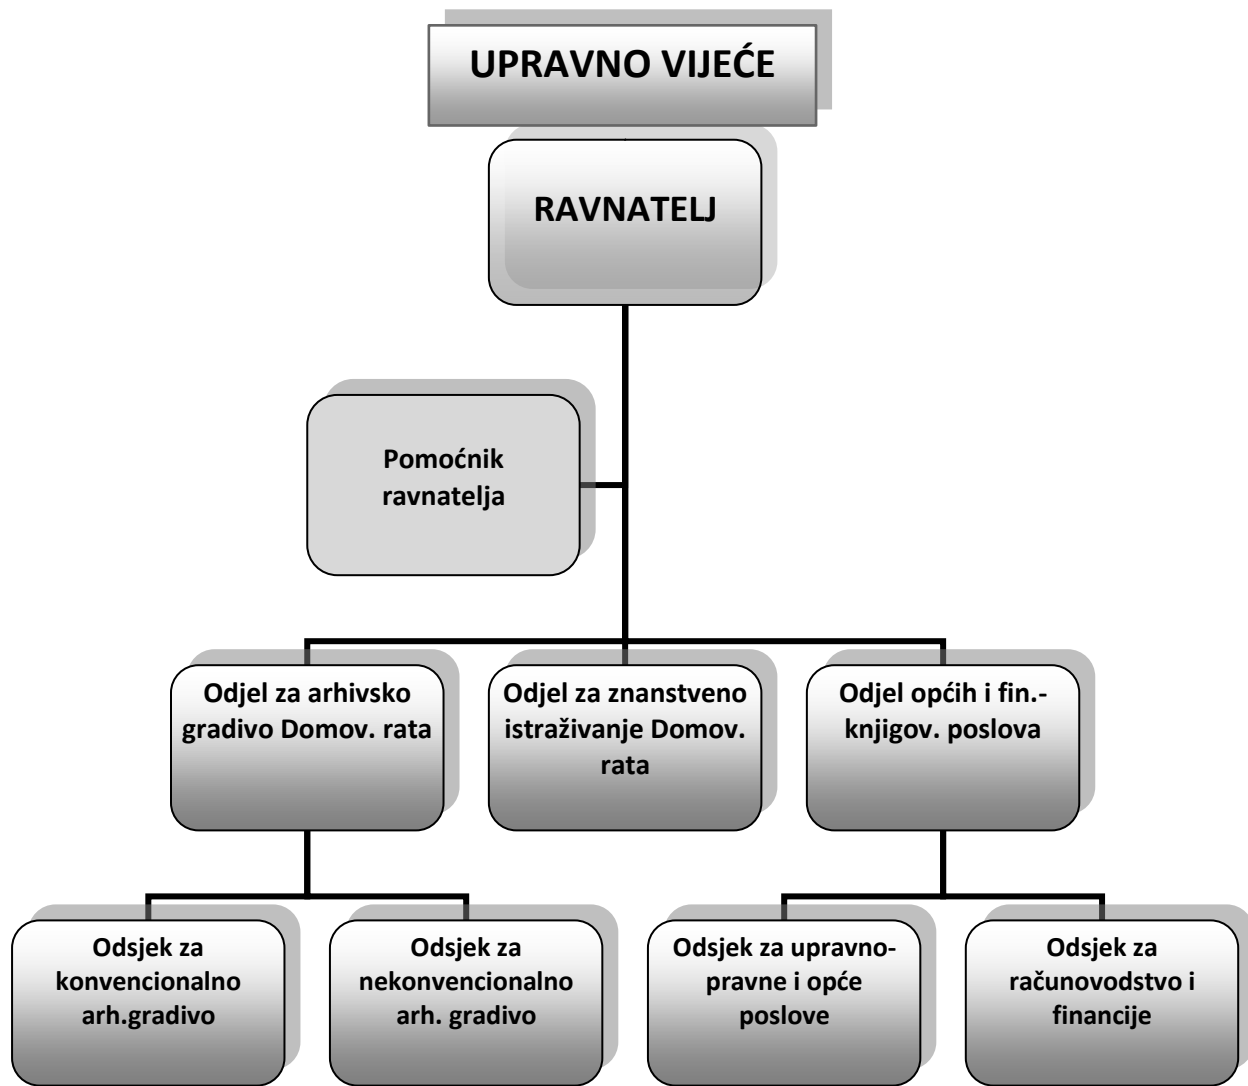 UPRAVNO VIJEĆE
RAVNATELJ
Pomoćnik
ravnatelja
Odjel za arhivsko
gradivo Domov. rata
Odjel za znanstveno
istraživanje Domov.
rata
Odjel općih i fin.-
knjigov. poslova
Odsjek za
konvencionalno
arh.gradivo
Odsjek za
nekonvencionalno
arh. gradivo
Odsjek za upravno-
pravne i opće
poslove
Odsjek za
računovodstvo i
financije